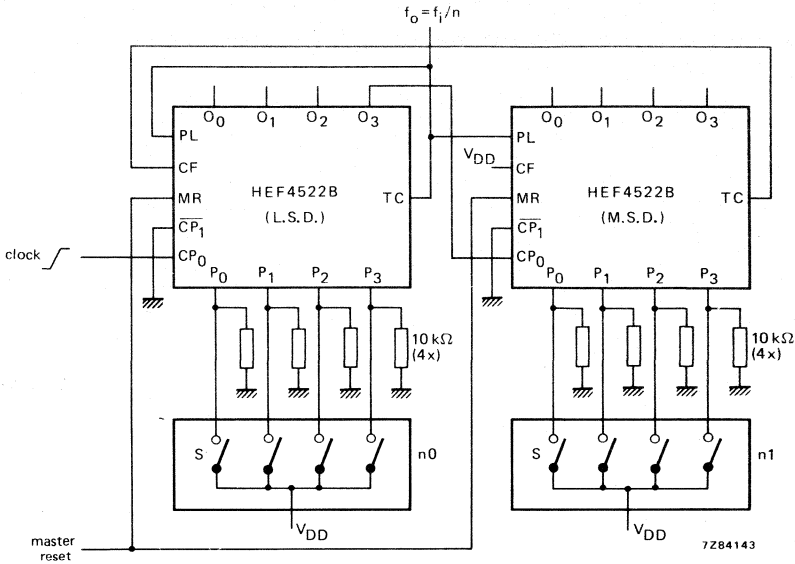 fo = fi/n
O0 O1 O2 O3
PL
CF
MR
CP1
CP0
HEF4522B
(L.S.D.)
TC
P0 P1 P2 P3
clock
O0 O1 O2 O3
PL
VDD
CF
MR
CP1
CP0
HEF4522B
(M.S.D.)
TC
P0 P1 P2 P3
10 kΩ
(4x)
10 kΩ
(4x)
S
n0
VDD
S
n1
VDD
master
reset
7Z84143